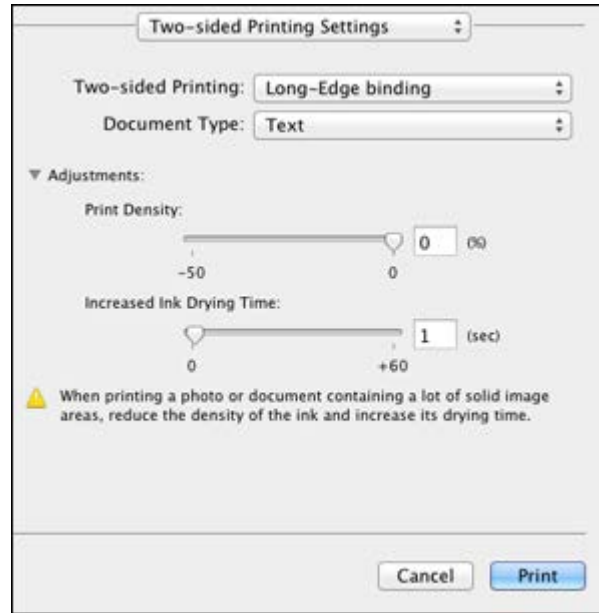 Two-sided Printing Settings
Two-sided Printing: Long-Edge binding
Document Type: Text
Adjustments:
Print Density:
0 (%)
-50 0
Increased Ink Drying Time:
1 (sec)
0 +60
When printing a photo or document containing a lot of solid image
areas, reduce the density of the ink and increase its drying time.
Cancel Print